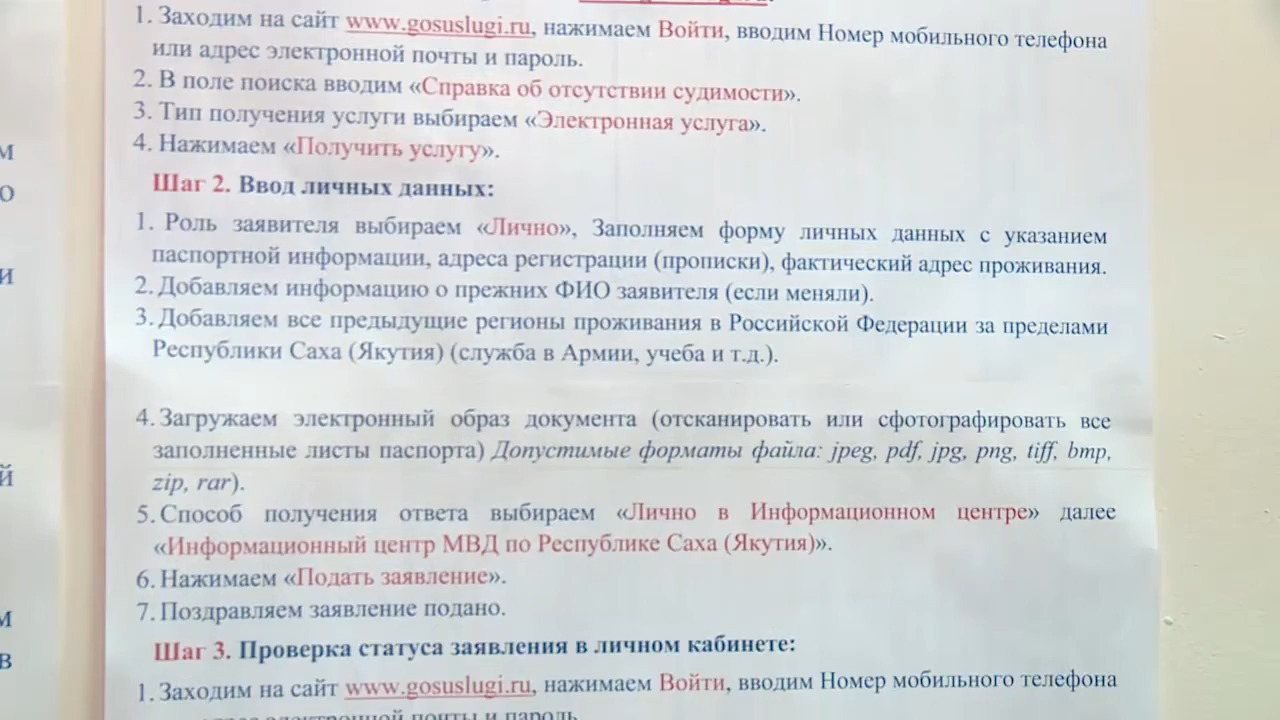 1. Заходим на сайт www.gosuslugi.ru, нажимаем Войти, вводим Номер мобильного телефона
или адрес электронной почты и пароль.
2. В поле поиска вводим «Справка об отсутствии судимости».
3. Тип получения услуги выбираем «Электронная услуга».
4. Нажимаем «Получить услугу».
Шаг 2. Ввод личных данных:
1. Роль заявителя выбираем «Лично», Заполняем форму личных данных с указанием
паспортной информации, адреса регистрации (прописки), фактический адрес проживания.
2. Добавляем информацию о прежних ФИО заявителя (если меняли).
3. Добавляем все предыдущие регионы проживания в Российской Федерации за пределами
Республики Саха (Якутия) (служба в Армии, учеба и т.д.).
4. Загружаем электронный образ документа (отсканировать или сфотографировать все
заполненные листы паспорта) Допустимые форматы файла: jpeg, pdf, jpg, png, tiff, bmp,
zip, rar).
5. Способ получения ответа выбираем «Лично в Информационном центре» далее
«Информационный центр МВД по Республике Саха (Якутия)».
6. Нажимаем «Подать заявление».
7. Поздравляем заявление подано.
Шаг 3. Проверка статуса заявления в личном кабинете:
1. Заходим на сайт www.gosuslugi.ru, нажимаем Войти, вводим Номер мобильного телефона
адрес электронной почты и пароль